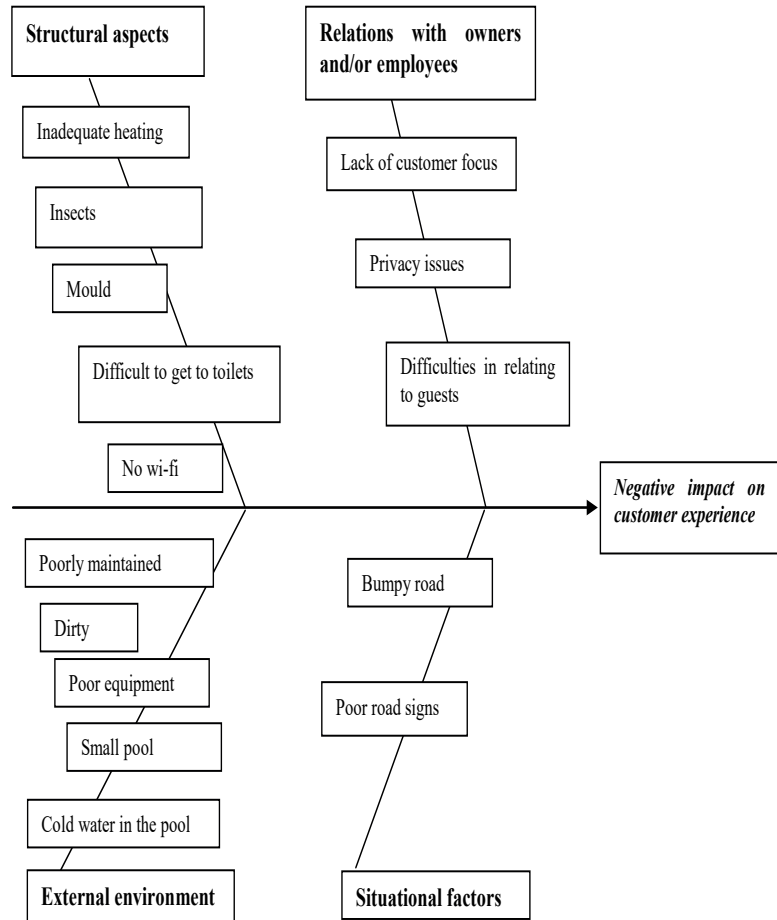 Structural aspects
Relations with owners
and/or employees
Inadequate heating
Lack of customer focus
Insects
Privacy issues
Mould
Difficult to get to toilets
Difficulties in relating
to guests
No wi-fi
Negative impact on
customer experience
Poorly maintained
Bumpy road
Dirty
Poor equipment
Poor road signs
Small pool
Cold water in the pool
External environment
Situational factors